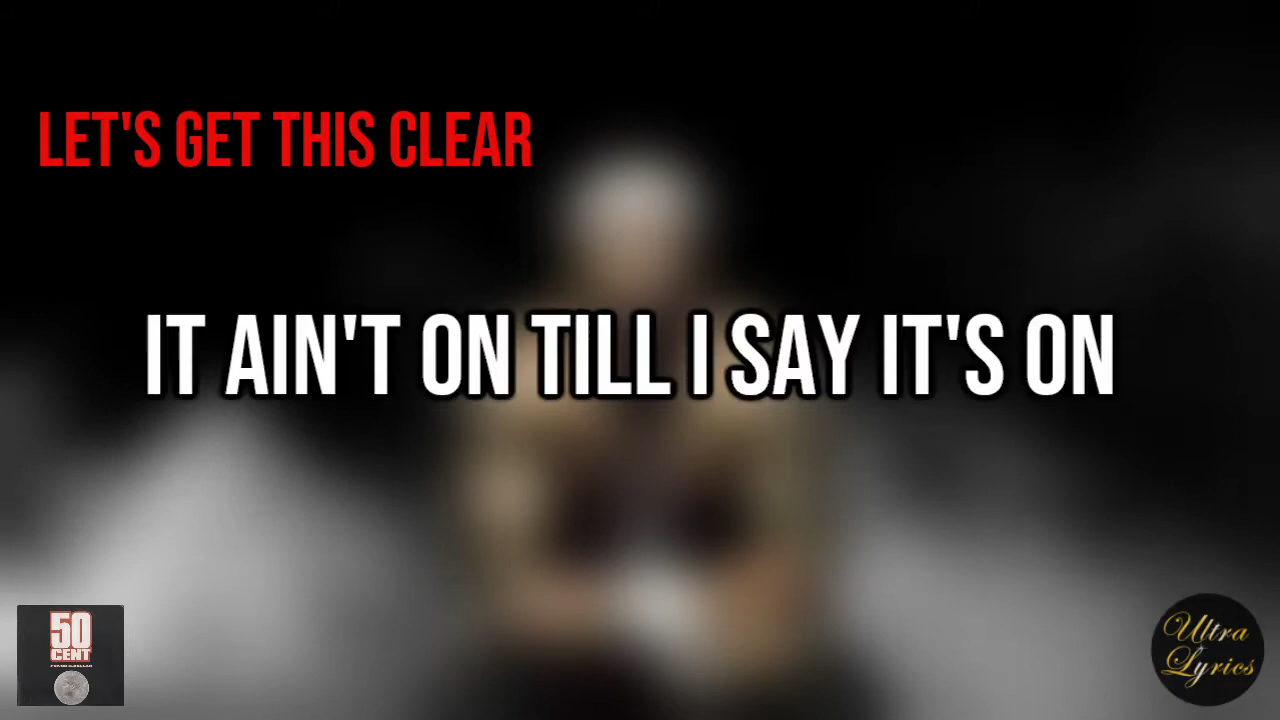 LET'S GET THIS CLEAR
IT AIN'T ON TILL I SAY IT'S ON
50
CENT
Ultra
Lyrics